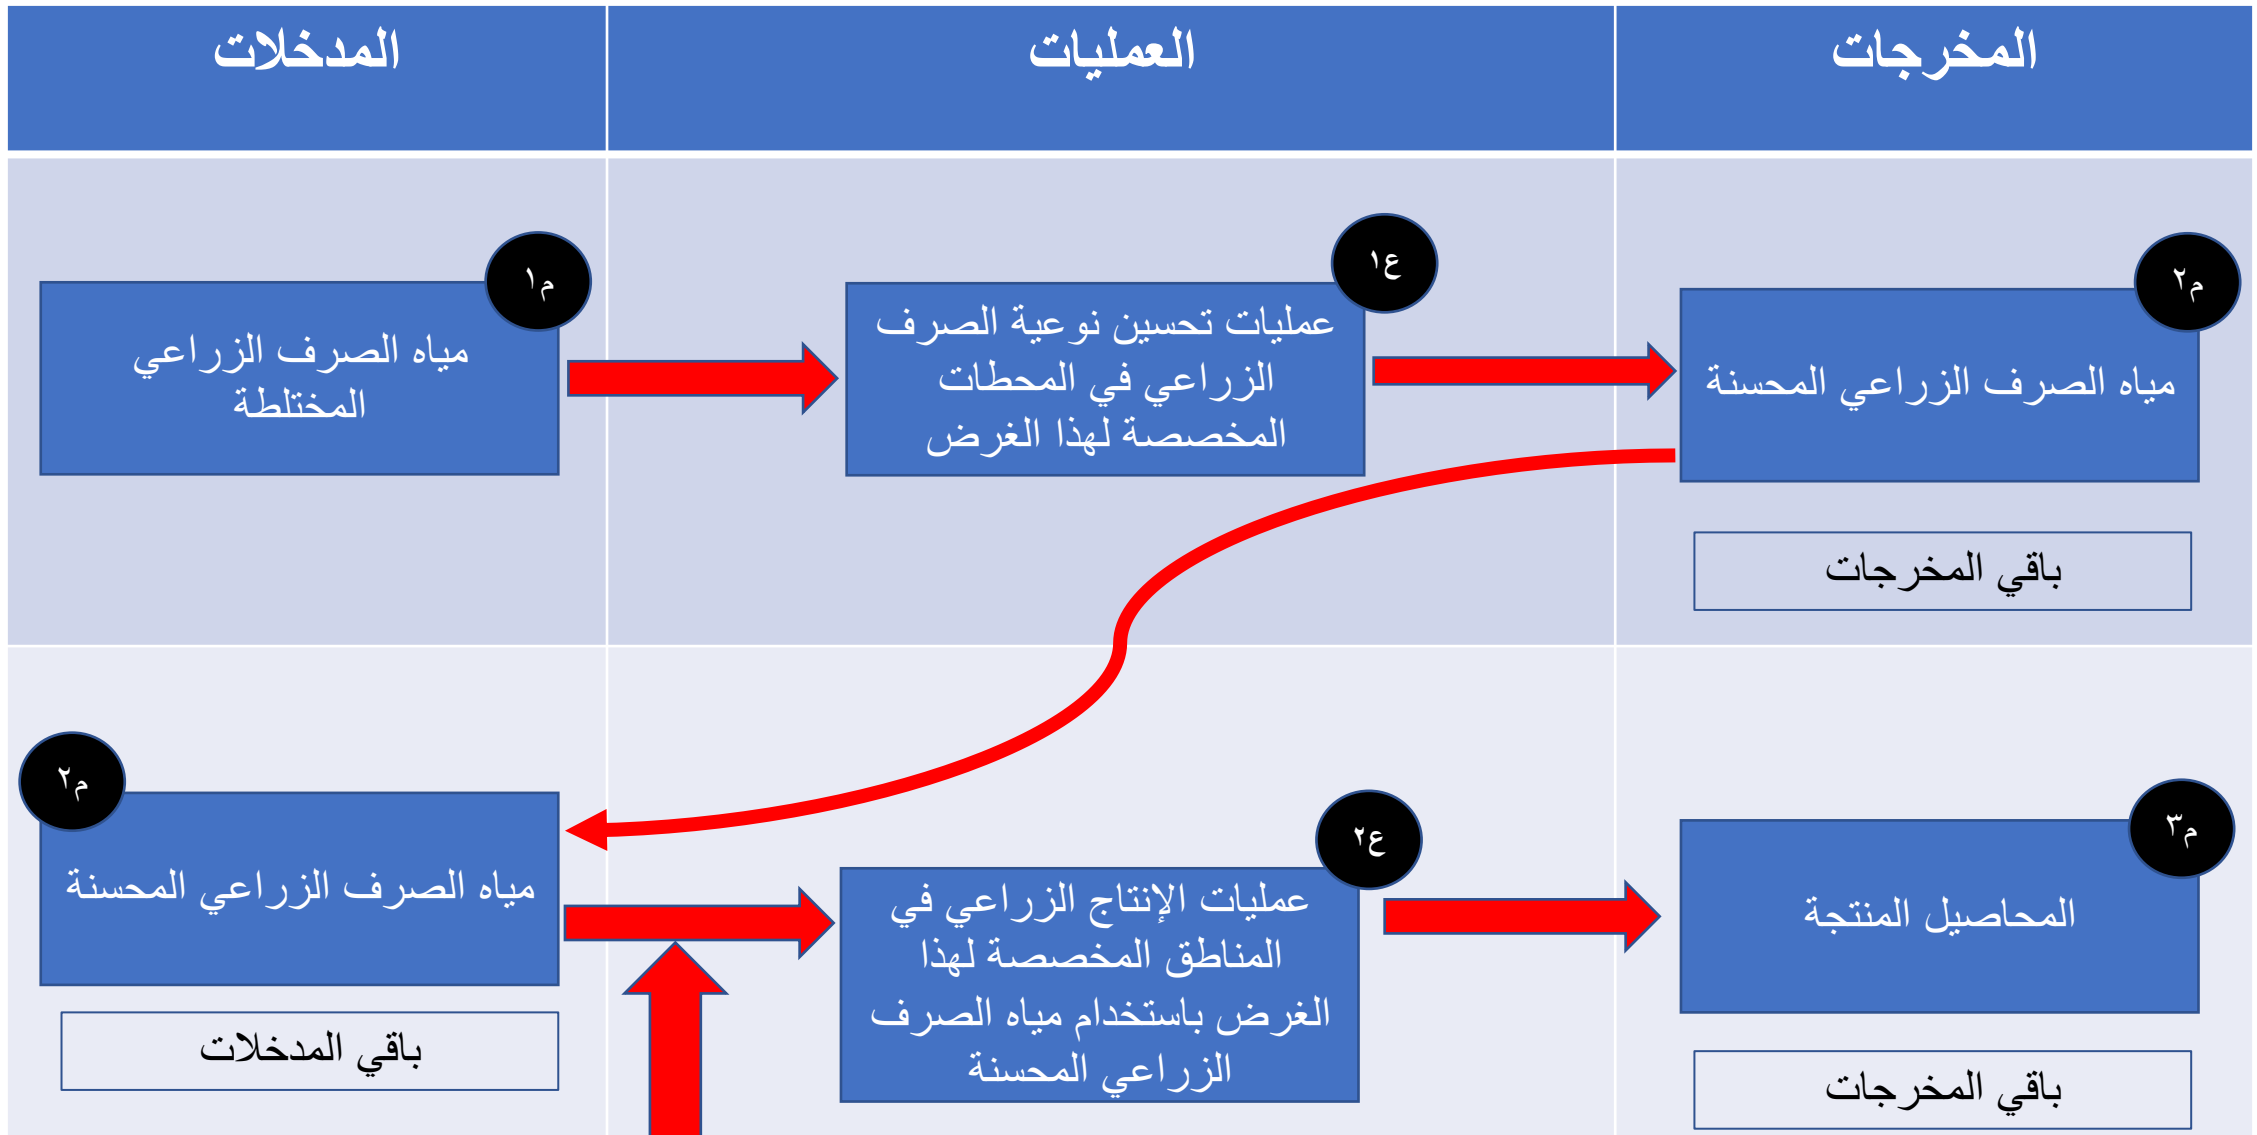 المدخلات
العمليات
المخرجات
م١
مياه الصرف الزراعي
المختلطة
ع١
عمليات تحسين نوعية الصرف
الزراعي في المحطات
المخصصة لهذا الغرض
م٢
مياه الصرف الزراعي المحسنة
باقي المخرجات
م٢
مياه الصرف الزراعي المحسنة
باقي المدخلات
ع٢
عمليات الإنتاج الزراعي في
المناطق المخصصة لهذا
الغرض باستخدام مياه الصرف
الزراعي المحسنة
م٣
المحاصيل المنتجة
باقي المخرجات